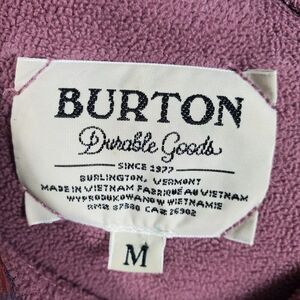 BURTON
Durable Goods
SINCE 1977
BURLINGTON, VERMONT
MADE IN VIETNAM FABRIQUÉ AU VIETNAM
WYPRODUKOWANO W WIETNAMIE
RN# 87580 CA# 26902
M